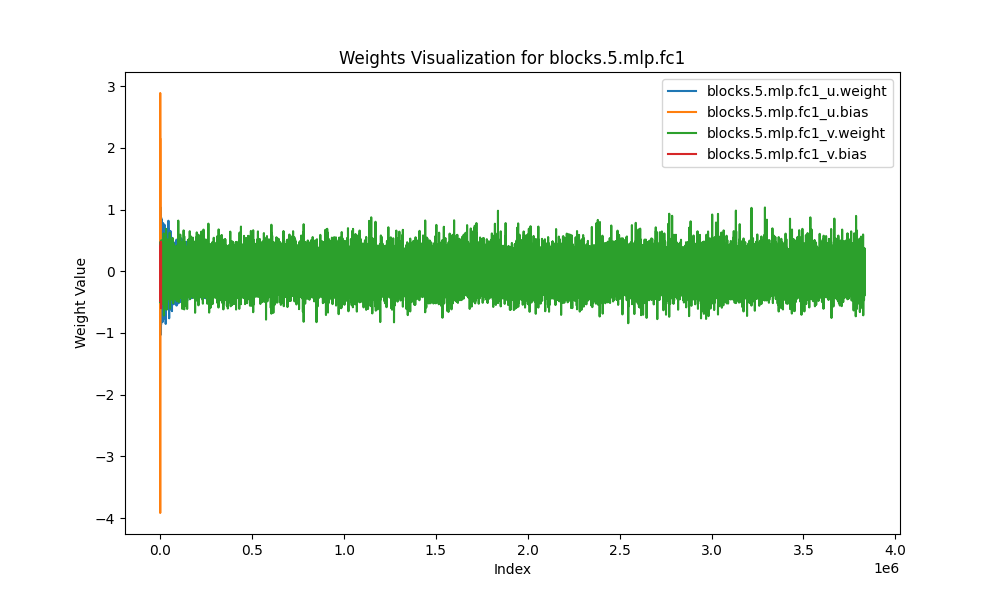 Weights Visualization for blocks.5.mlp.fc1
blocks.5.mlp.fc1_u.weight
blocks.5.mlp.fc1_u.bias
blocks.5.mlp.fc1_v.weight
blocks.5.mlp.fc1_v.bias
Weight Value
3
2
1
0
−1
−2
−3
−4
0.0 0.5 1.0 1.5 2.0 2.5 3.0 3.5 4.0
1e6
Index